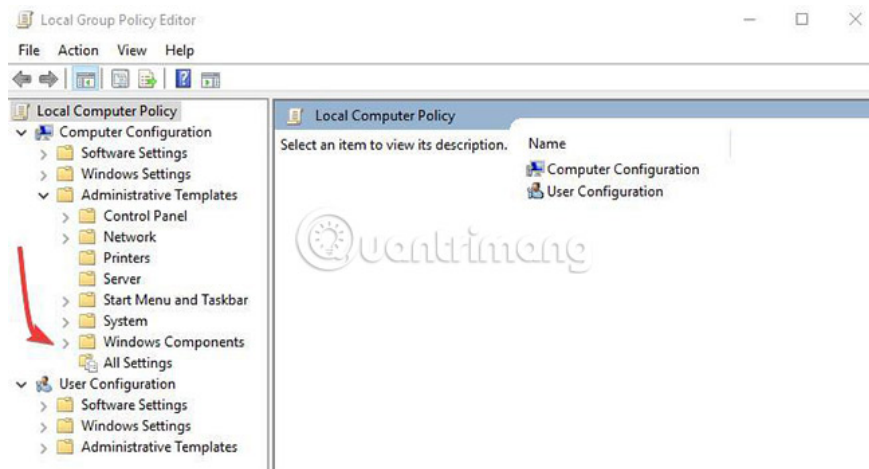 Local Group Policy Editor
File Action View Help
Local Computer Policy
Computer Configuration
Software Settings
Windows Settings
Administrative Templates
Control Panel
Network
Printers
Server
Start Menu and Taskbar
System
Windows Components
All Settings
User Configuration
Software Settings
Windows Settings
Administrative Templates
Local Computer Policy
Select an item to view its description.
Name
Computer Configuration
User Configuration
Quantrimang